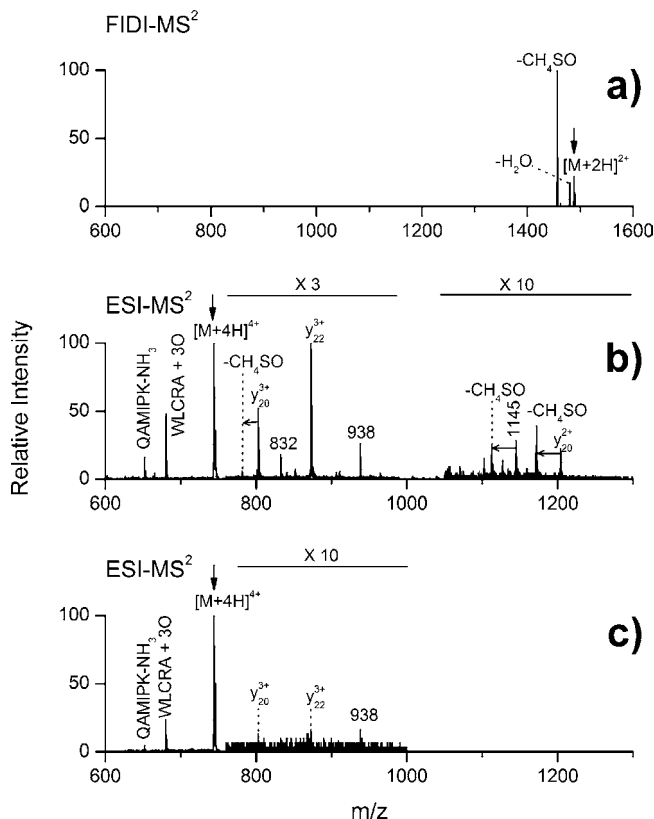 FIDI-MS²
a)
-CH₄SO
-H₂O
[M+2H]²⁺
100
50
0
600 800 1000 1200 1400 1600
X 3
X 10
ESI-MS²
b)
[M+4H]⁴⁺
QAMIPK-NH₃
WLCRA + 3O
-CH₄SO
y₂₀³⁺
832
y₂₂³⁺
938
-CH₄SO
1145
-CH₄SO
y₂₀²⁺
100
50
0
600 800 1000 1200
Relative Intensity
X 10
ESI-MS²
c)
[M+4H]⁴⁺
QAMIPK-NH₃
WLCRA + 3O
y₂₀³⁺
y₂₂³⁺
938
100
50
0
600 800 1000 1200
m/z